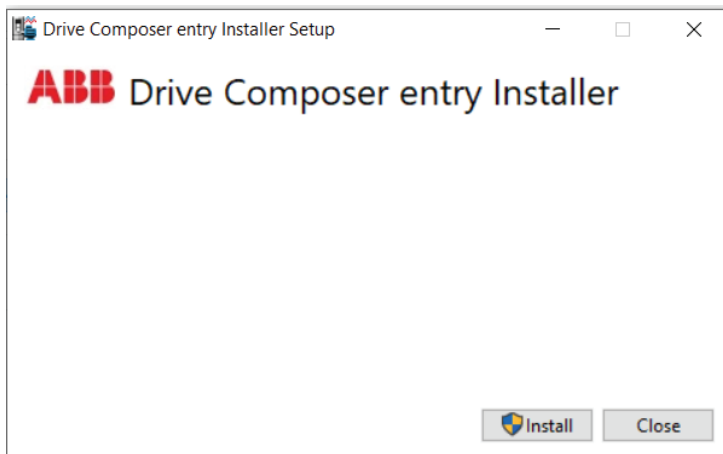 Drive Composer entry Installer Setup
ABB Drive Composer entry Installer
Install Close